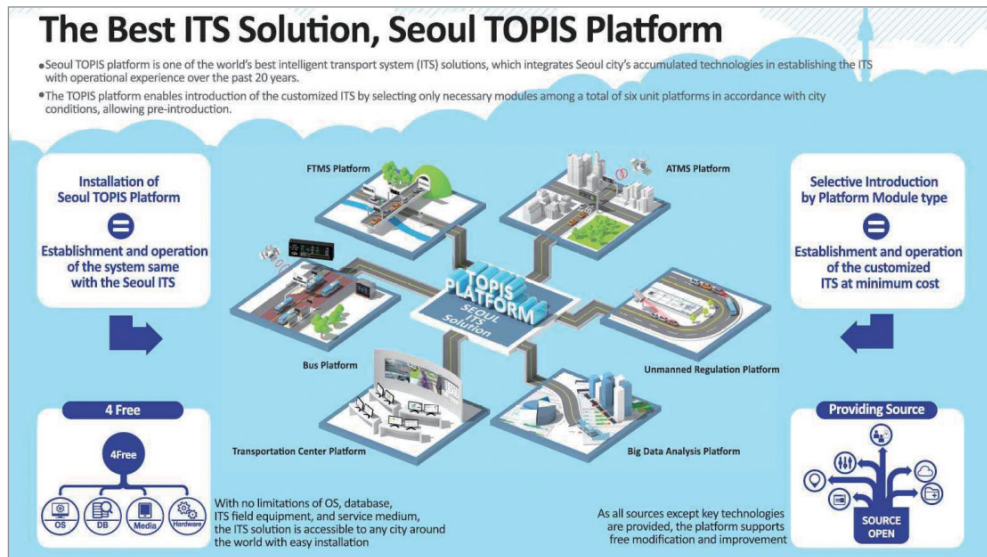 The Best ITS Solution, Seoul TOPIS Platform
•Seoul TOPIS platform is one of the world's best intelligent transport system (ITS) solutions, which integrates Seoul city's accumulated technologies in establishing the ITS
with operational experience over the past 20 years.
•The TOPIS platform enables introduction of the customized ITS by selecting only necessary modules among a total of six unit platforms in accordance with city
conditions, allowing pre-introduction.
Installation of
Seoul TOPIS Platform
=
Establishment and operation
of the system same
with the Seoul ITS
FTMS Platform
ATMS Platform
Bus Platform
TOPIS
PLATFORM
SEOUL
ITS
Solution
Unmanned Regulation Platform
Transportation Center Platform
Big Data Analysis Platform
Selective Introduction
by Platform Module type
=
Establishment and operation
of the customized
ITS at minimum cost
4 Free
4Free
OS
DB
Media
Hardware
With no limitations of OS, database,
ITS field equipment, and service medium,
the ITS solution is accessible to any city around
the world with easy installation
As all sources except key technologies
are provided, the platform supports
free modification and improvement
Providing Source
SOURCE
OPEN